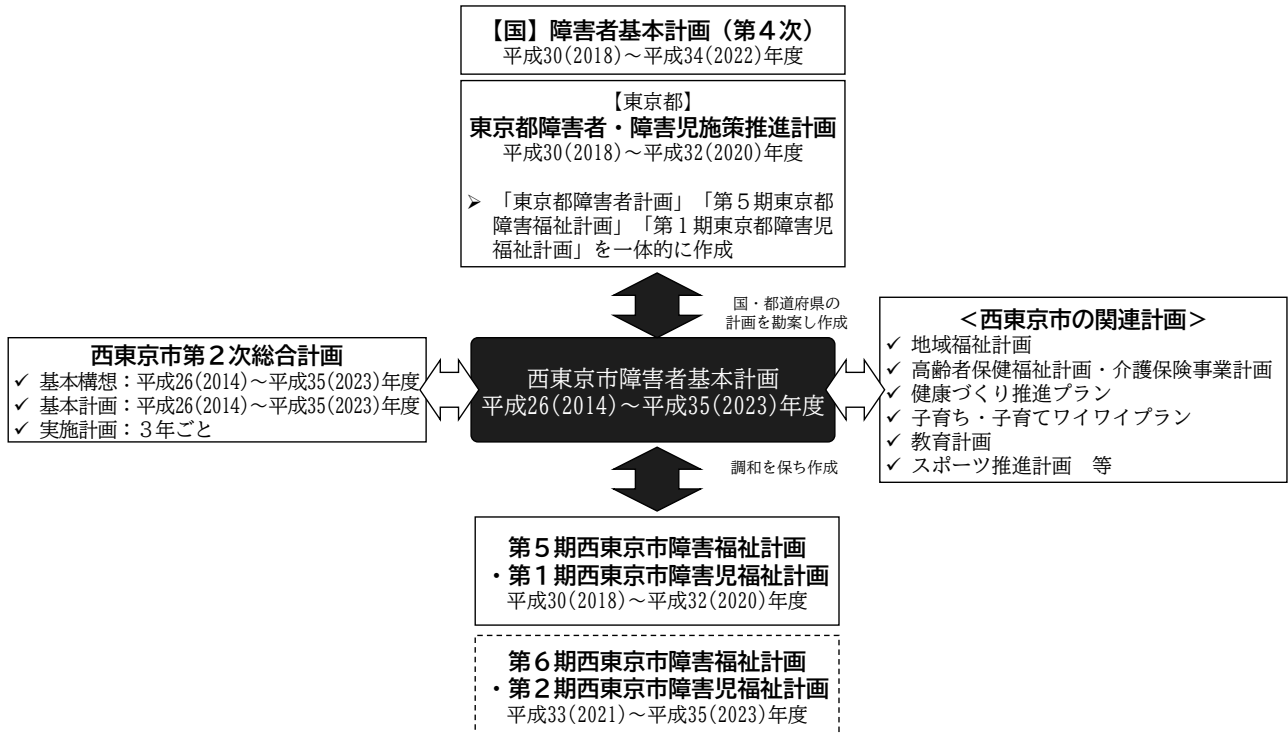 【国】障害者基本計画（第４次）
平成30(2018)～平成34(2022)年度
【東京都】
東京都障害者・障害児施策推進計画
平成30(2018)～平成32(2020)年度
➢ 「東京都障害者計画」「第５期東京都
障害福祉計画」「第１期東京都障害児
福祉計画」を一体的に作成
国・都道府県の
計画を勘案し作成
西東京市第２次総合計画
✓ 基本構想：平成26(2014)～平成35(2023)年度
✓ 基本計画：平成26(2014)～平成35(2023)年度
✓ 実施計画：３年ごと
西東京市障害者基本計画
平成26(2014)～平成35(2023)年度
＜西東京市の関連計画＞
✓ 地域福祉計画
✓ 高齢者保健福祉計画・介護保険事業計画
✓ 健康づくり推進プラン
✓ 子育ち・子育てワイワイプラン
✓ 教育計画
✓ スポーツ推進計画　等
調和を保ち作成
第５期西東京市障害福祉計画
・第１期西東京市障害児福祉計画
平成30(2018)～平成32(2020)年度
第６期西東京市障害福祉計画
・第２期西東京市障害児福祉計画
平成33(2021)～平成35(2023)年度